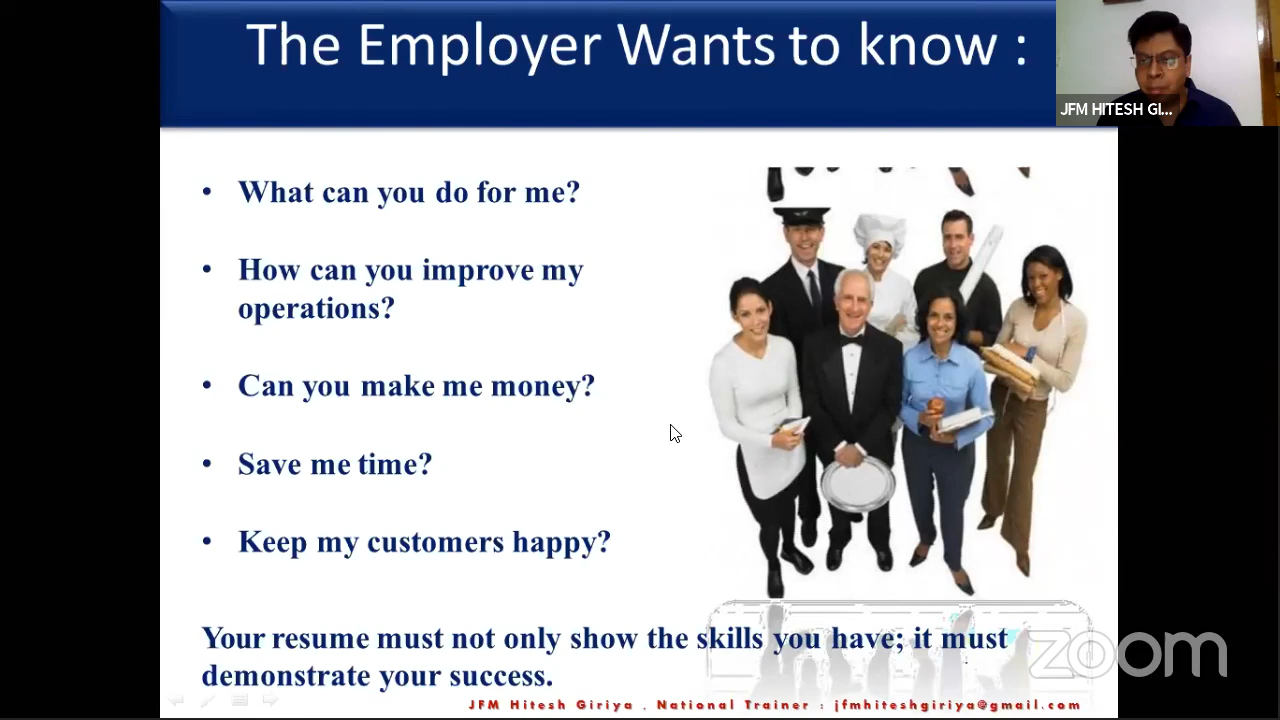 The Employer Wants to know :
JFM HITESH GI...
• What can you do for me?
• How can you improve my
operations?
• Can you make me money?
• Save me time?
• Keep my customers happy?
Your resume must not only show the skills you have; it must
demonstrate your success.
zoom
JFM Hitesh Giriya , National Trainer : jfmhiteshgiriya@gmail.com